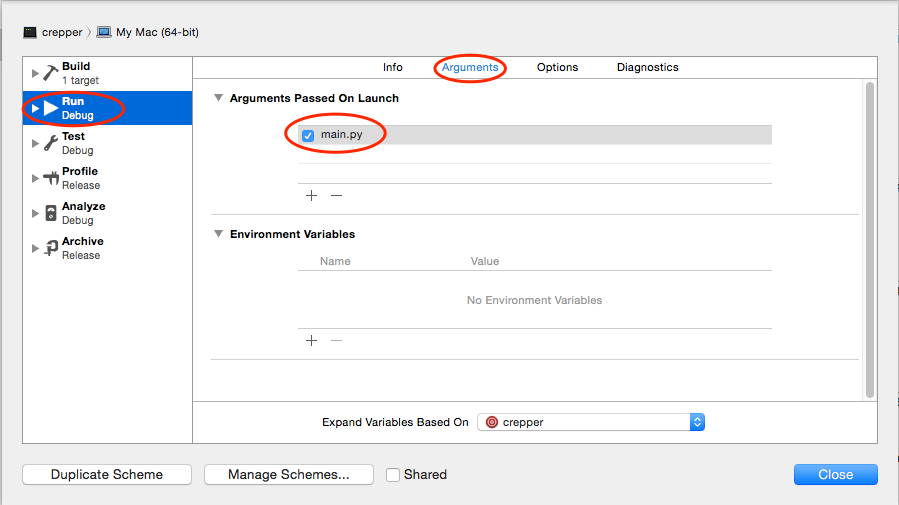 crepper 〉 My Mac (64-bit)
Build
1 target
Run
Debug
Test
Debug
Profile
Release
Analyze
Debug
Archive
Release
Info Arguments Options Diagnostics
Arguments Passed On Launch
main.py
Environment Variables
Name Value
No Environment Variables
Expand Variables Based On crepper
Duplicate Scheme Manage Schemes... Shared Close